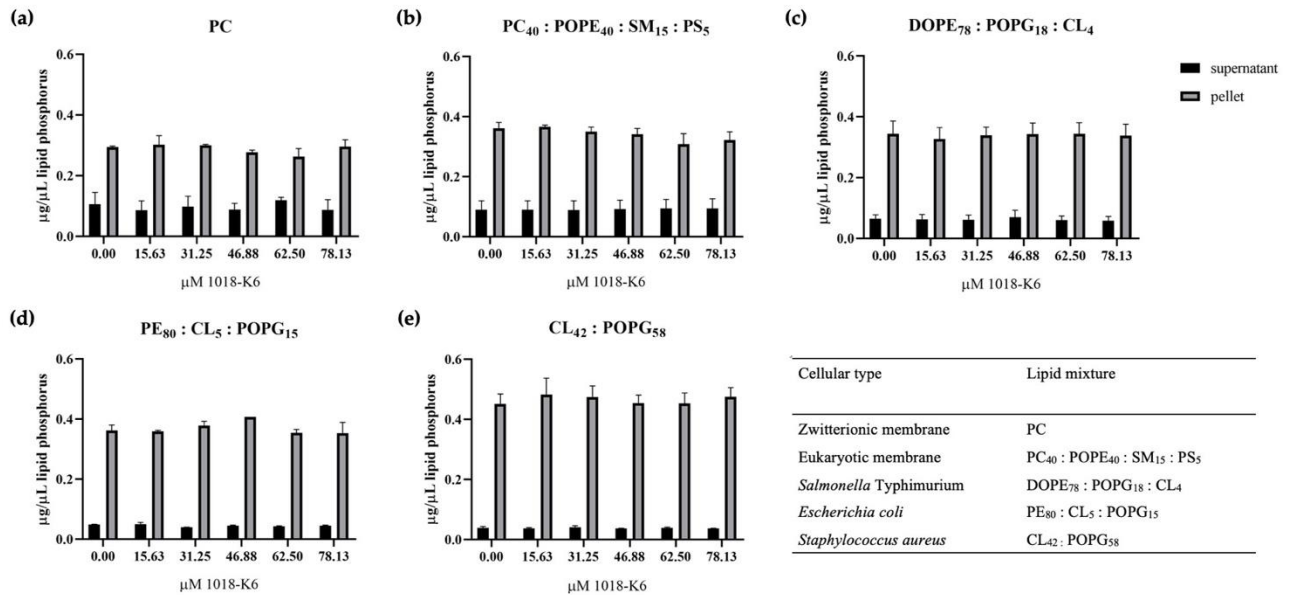 (a)
PC
μg/μL lipid phosphorus
0.6
0.4
0.2
0.0
0.00 15.63 31.25 46.88 62.50 78.13
μM 1018-K6
(b)
PC₄₀ : POPE₄₀ : SM₁₅ : PS₅
μg/μL lipid phosphorus
0.6
0.4
0.2
0.0
0.00 15.63 31.25 46.88 62.50 78.13
μM 1018-K6
(c)
DOPE₇₈ : POPG₁₈ : CL₄
μg/μL lipid phosphorus
0.6
0.4
0.2
0.0
0.00 15.63 31.25 46.88 62.50 78.13
μM 1018-K6
supernatant
pellet
(d)
PE₈₀ : CL₅ : POPG₁₅
μg/μL lipid phosphorus
0.6
0.4
0.2
0.0
0.00 15.63 31.25 46.88 62.50 78.13
μM 1018-K6
(e)
CL₄₂ : POPG₅₈
μg/μL lipid phosphorus
0.6
0.4
0.2
0.0
0.00 15.63 31.25 46.88 62.50 78.13
μM 1018-K6
Cellular type Lipid mixture
Zwitterionic membrane PC
Eukaryotic membrane PC₄₀ : POPE₄₀ : SM₁₅ : PS₅
Salmonella Typhimurium DOPE₇₈ : POPG₁₈ : CL₄
Escherichia coli PE₈₀ : CL₅ : POPG₁₅
Staphylococcus aureus CL₄₂ : POPG₅₈